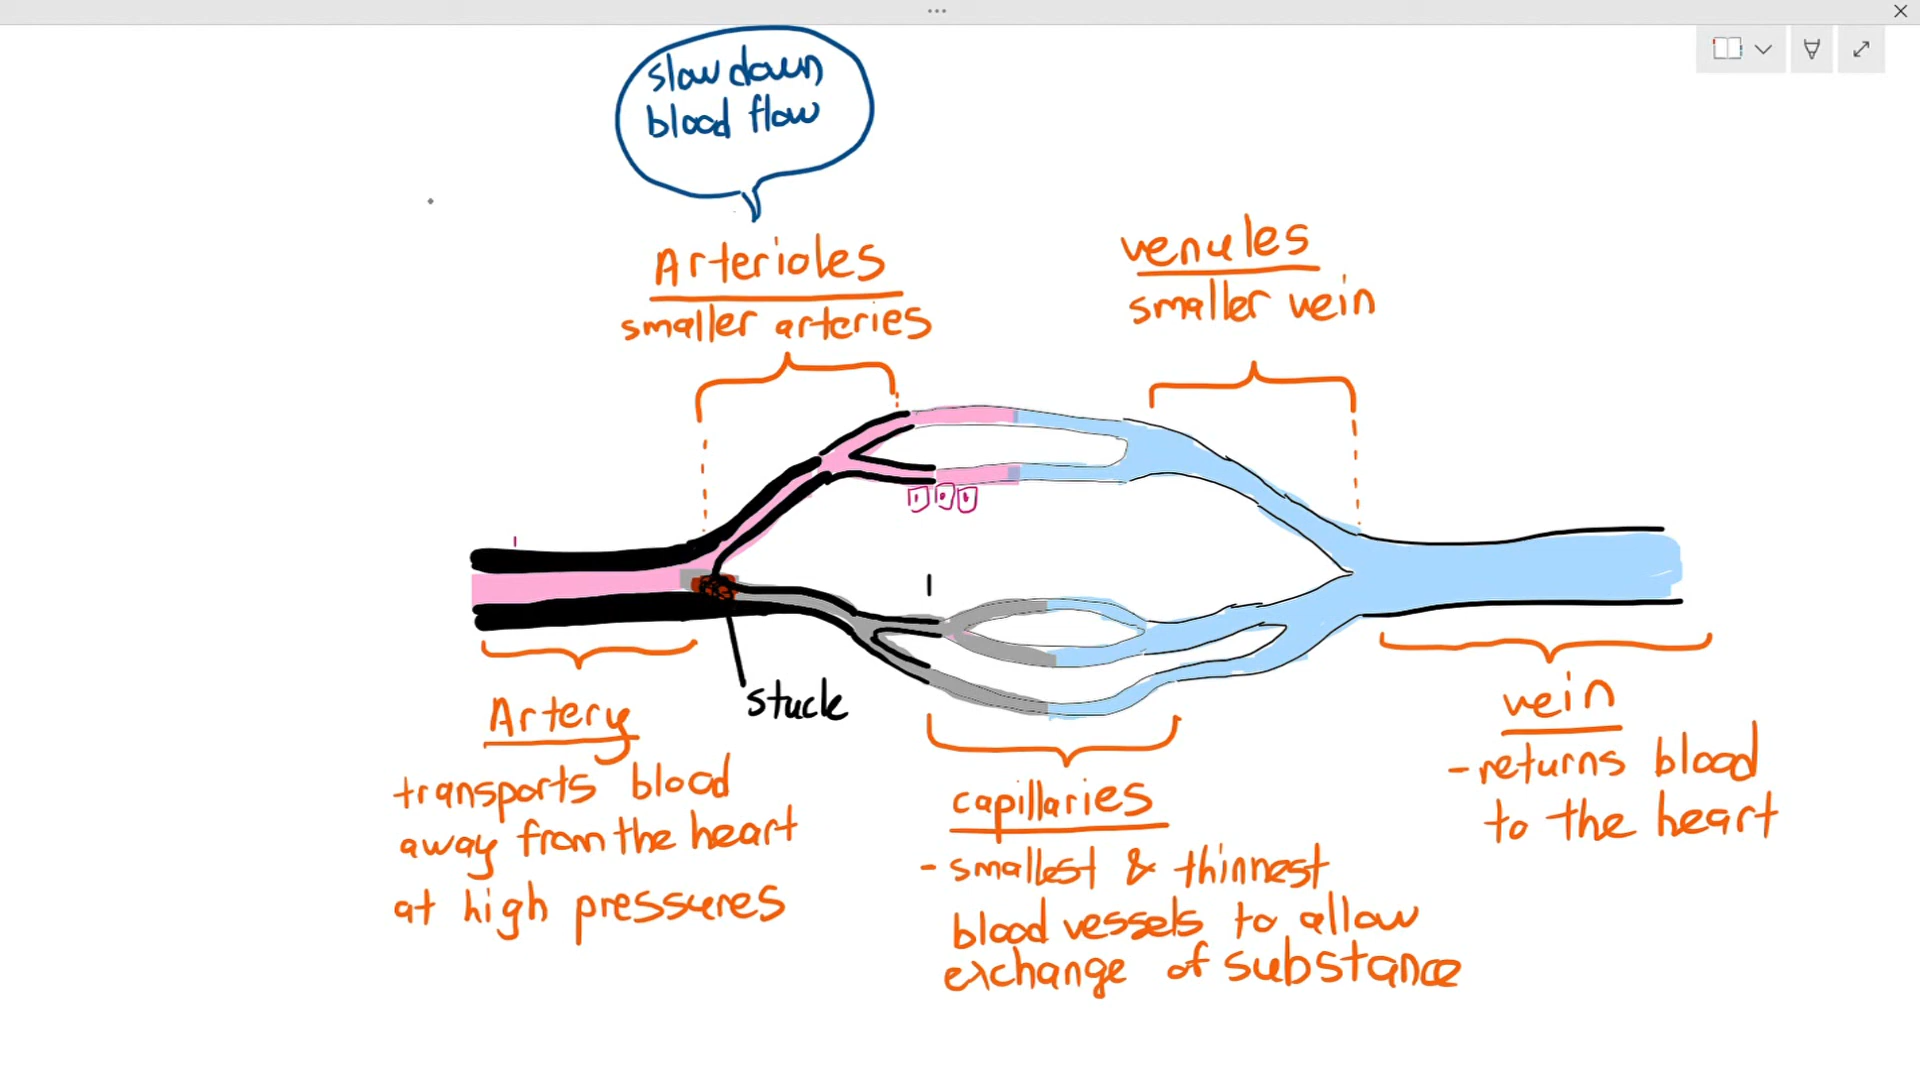 slow down
blood flow
Arterioles
smaller arteries
venules
smaller vein
stuck
Artery
transports blood
away from the heart
at high pressures
capillaries
- smallest & thinnest
blood vessels to allow
exchange of substance
vein
- returns blood
to the heart